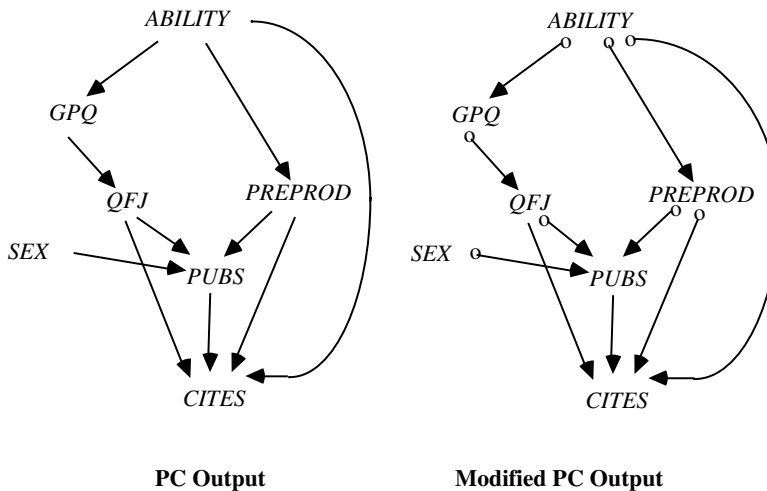 ABILITY
GPQ
QFJ
PREPROD
SEX
PUBS
CITES
PC Output
ABILITY
o o o
GPQ
o
QFJ
o
PREPROD
o o
SEX o
PUBS
CITES
Modified PC Output